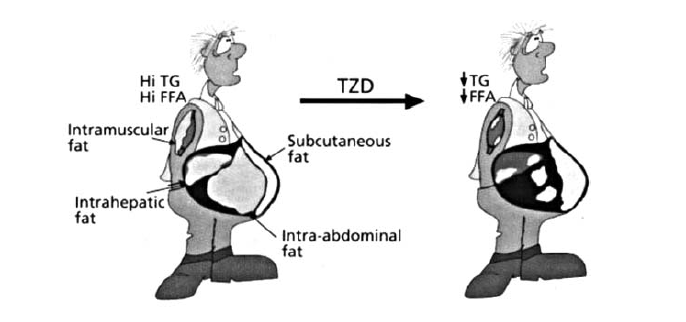 Hi TG
Hi FFA
TZD
↓TG
↓FFA
Intramuscular
fat
Subcutaneous
fat
Intrahepatic
fat
Intra-abdominal
fat